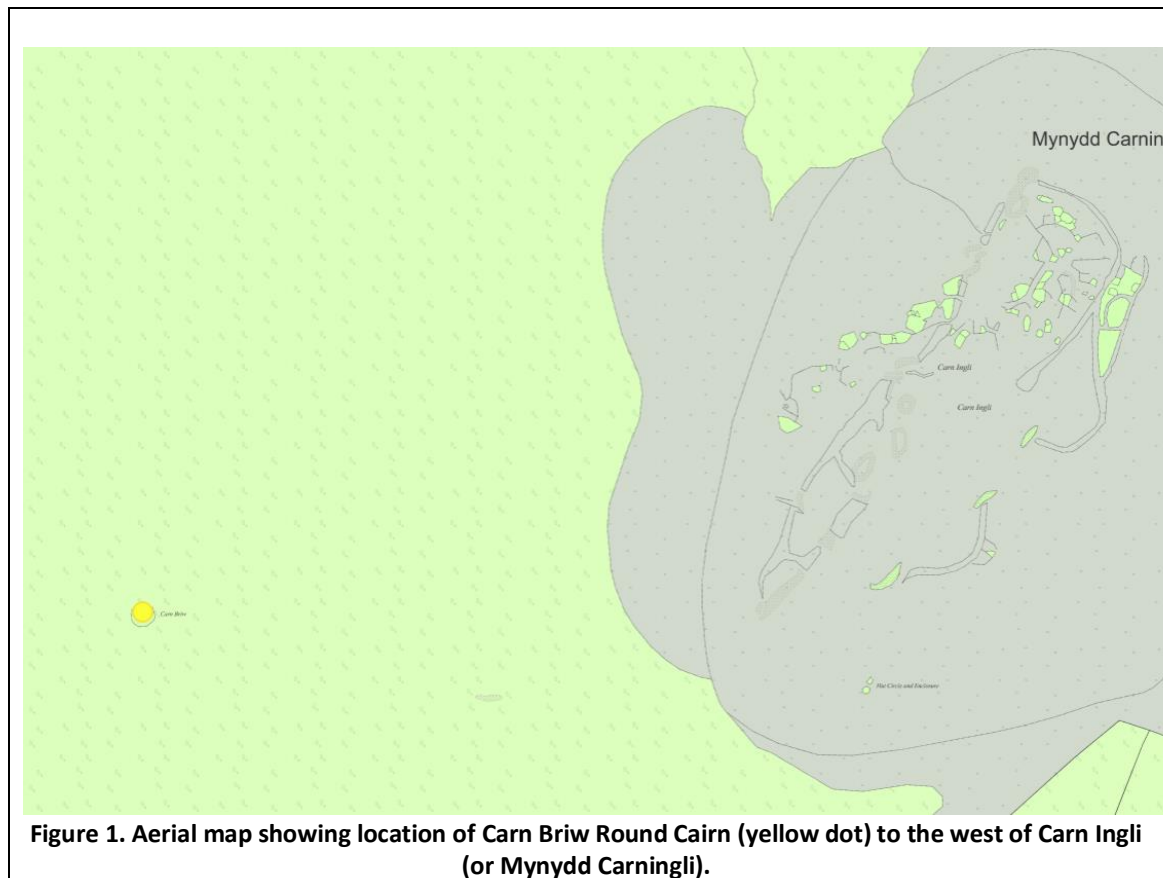 Mynydd Carnin
Carn Ingli
Carn Ingli
Carn Briw
Hut Circle and Enclosure
Figure 1. Aerial map showing location of Carn Briw Round Cairn (yellow dot) to the west of Carn Ingli
(or Mynydd Carningli).